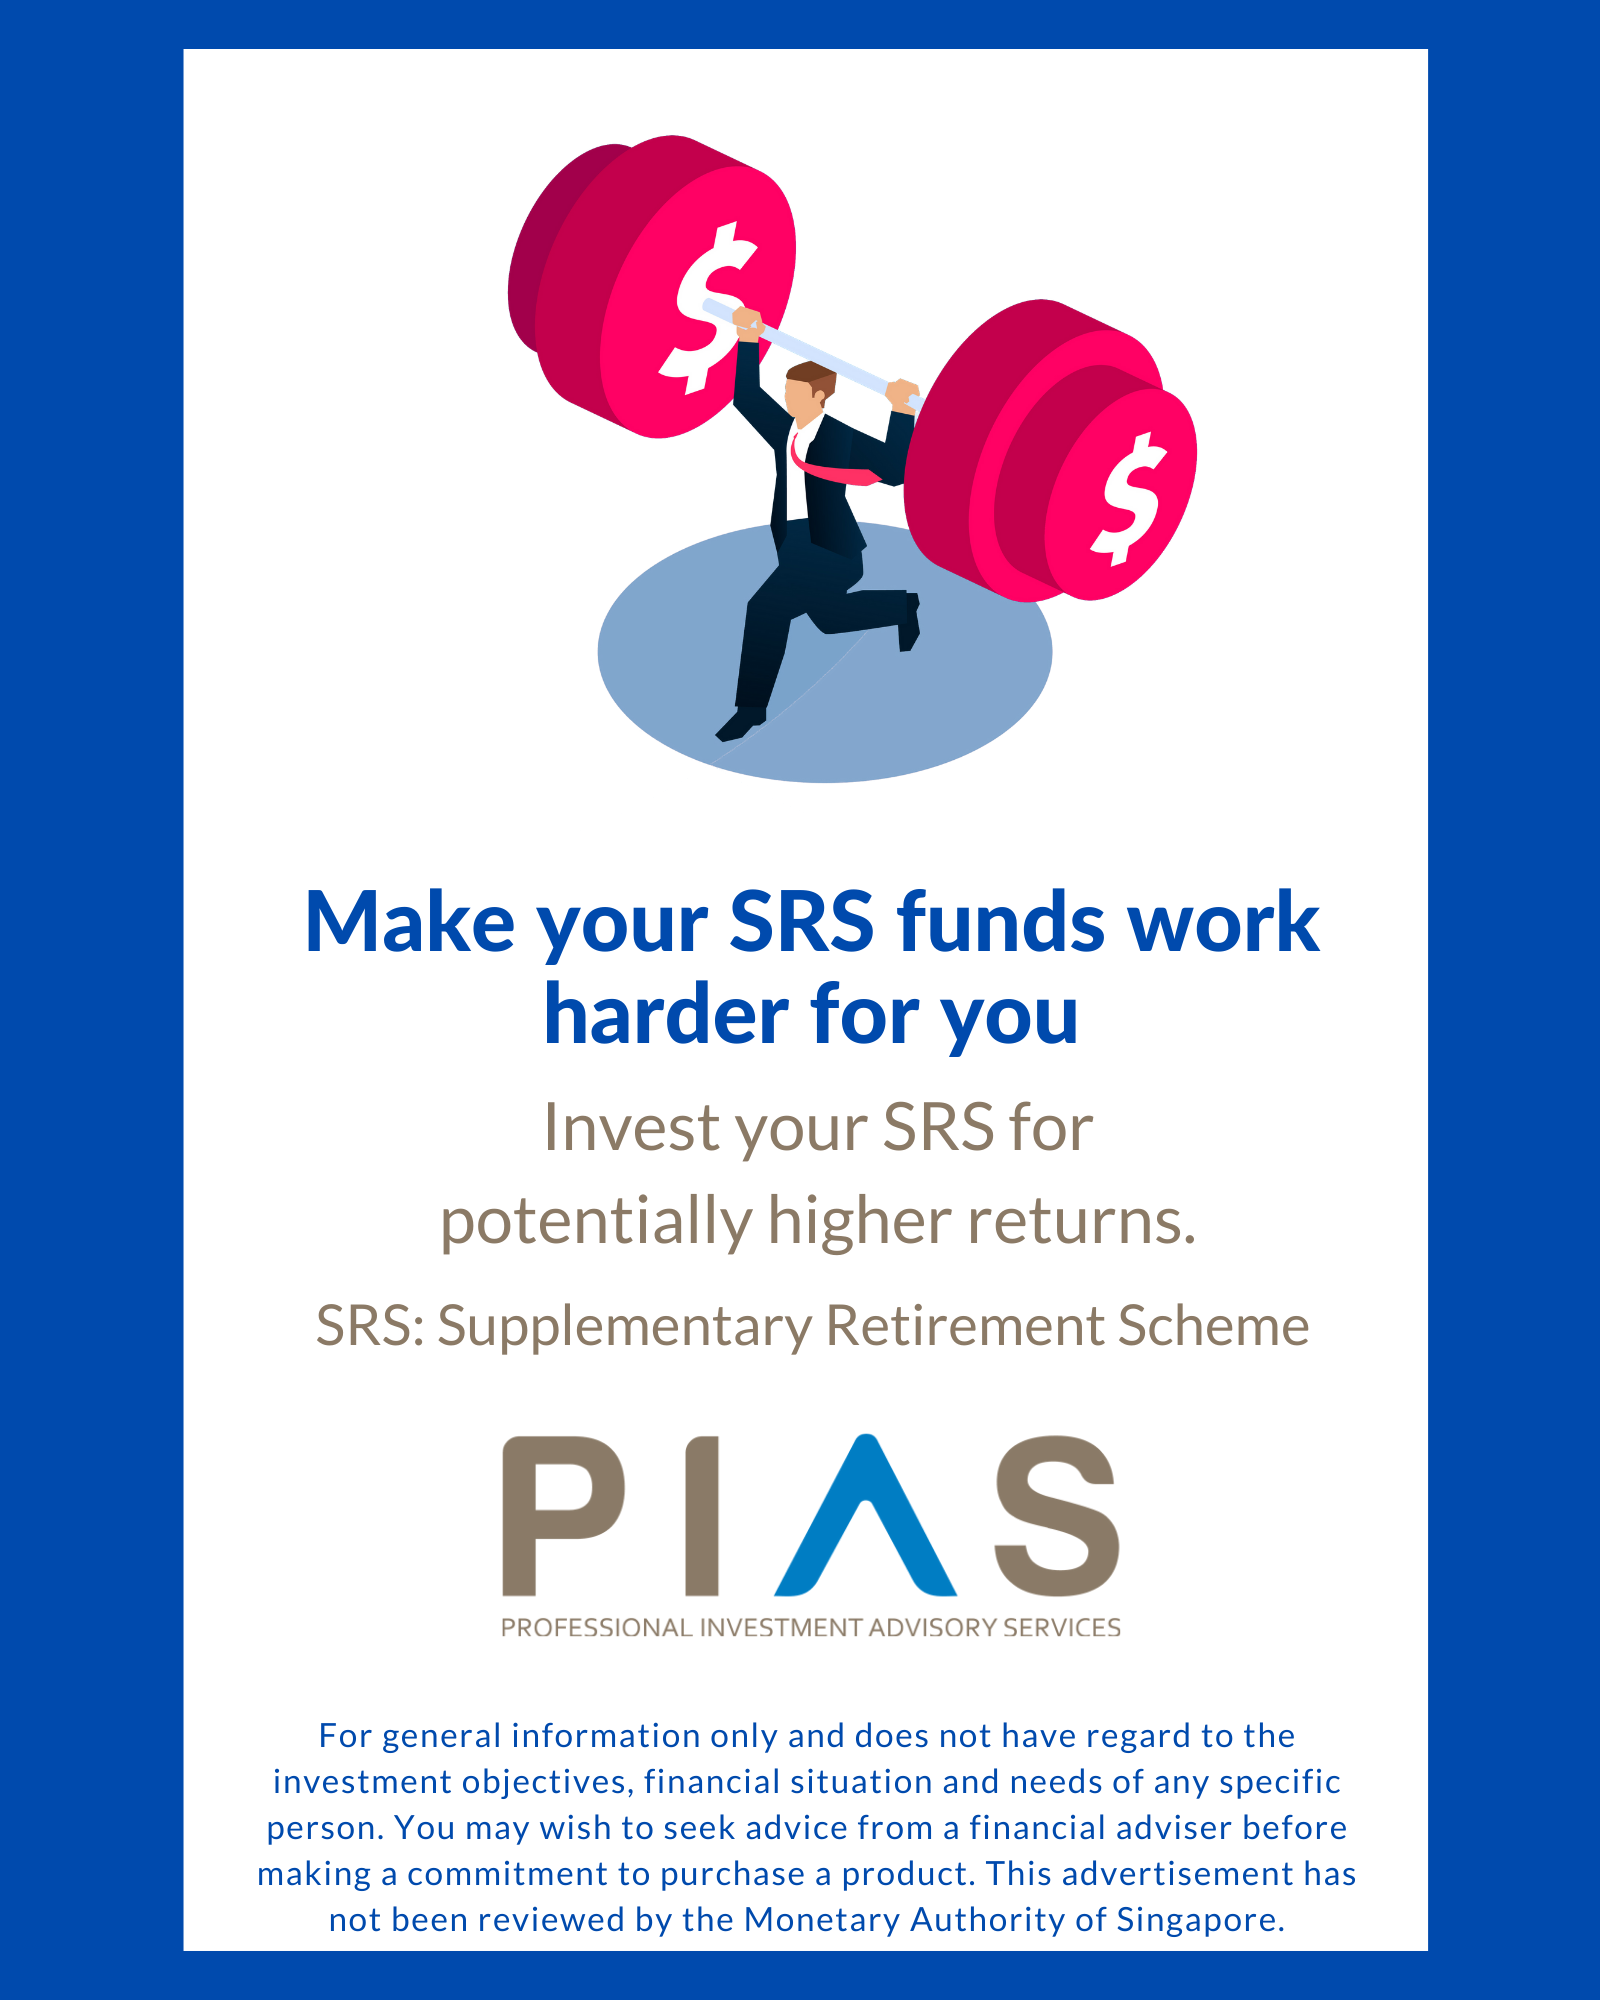 $
$
Make your SRS funds work
harder for you
Invest your SRS for
potentially higher returns.
SRS: Supplementary Retirement Scheme
PIAS
PROFESSIONAL INVESTMENT ADVISORY SERVICES
For general information only and does not have regard to the
investment objectives, financial situation and needs of any specific
person. You may wish to seek advice from a financial adviser before
making a commitment to purchase a product. This advertisement has
not been reviewed by the Monetary Authority of Singapore.